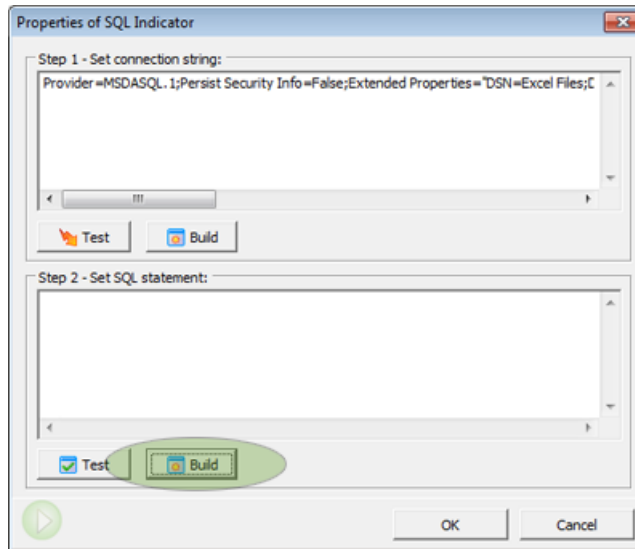 Properties of SQL Indicator
Step 1 - Set connection string:
Provider=MSDASQL.1;Persist Security Info=False;Extended Properties="DSN=Excel Files;D
Test Build
Step 2 - Set SQL statement:
Test Build
OK Cancel